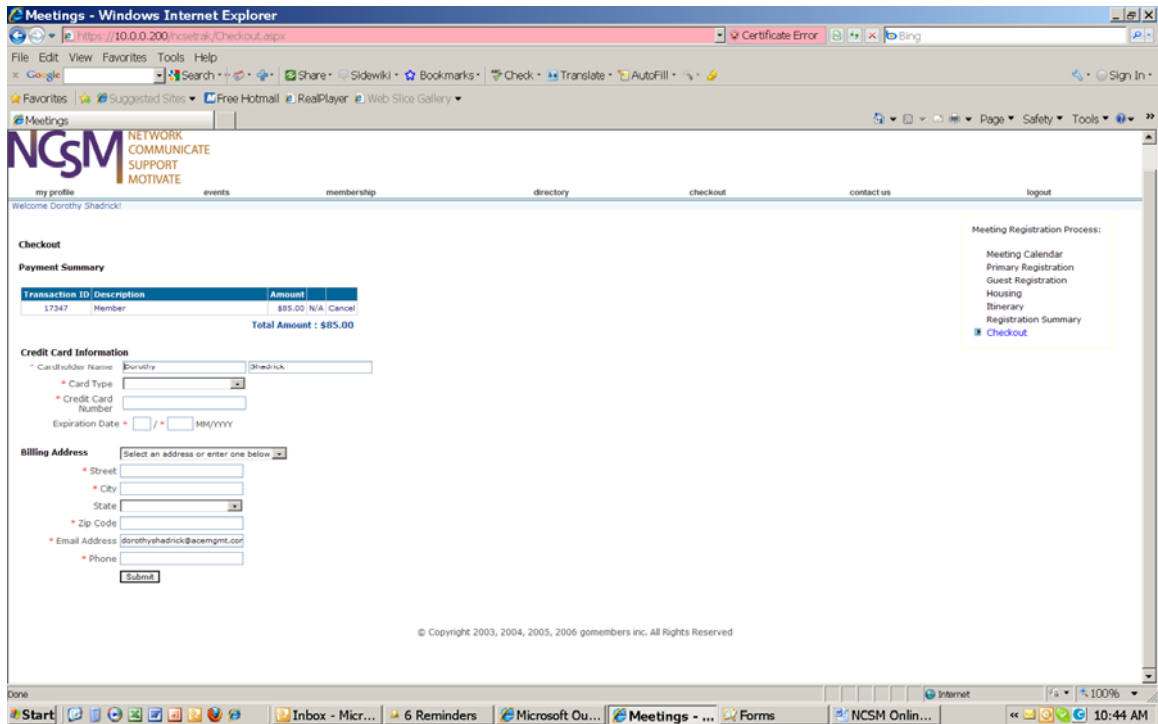 Meetings - Windows Internet Explorer
https://10.0.0.200/ncsetrak/Checkout.aspx Certificate Error Bing
File Edit View Favorites Tools Help
Google Search Share Sidewiki Bookmarks Check Translate AutoFill Sign In
Favorites Suggested Sites Free Hotmail RealPlayer Web Slice Gallery
Meetings Page Safety Tools
NCSM NETWORK
COMMUNICATE
SUPPORT
MOTIVATE
my profile events membership directory checkout contact us logout
Welcome Dorothy Shadrick!
Meeting Registration Process:
Meeting Calendar
Primary Registration
Guest Registration
Housing
Itinerary
Registration Summary
Checkout
Checkout
Payment Summary
Transaction ID Description Amount
17347 Member $85.00 N/A Cancel
Total Amount : $85.00
Credit Card Information
* Cardholder Name Dorothy Shadrick
* Card Type
* Credit Card
Number
Expiration Date * / * MM/YYYY
Billing Address Select an address or enter one below
* Street
* City
State
* Zip Code
* Email Address dorothyshadrick@acemgmt.cor
* Phone
Submit
© Copyright 2003, 2004, 2005, 2006 gomembers inc. All Rights Reserved
Done Internet 100%
Start Inbox - Micr... 6 Reminders Microsoft Ou... Meetings - ... Forms NCSM Onlin... 10:44 AM